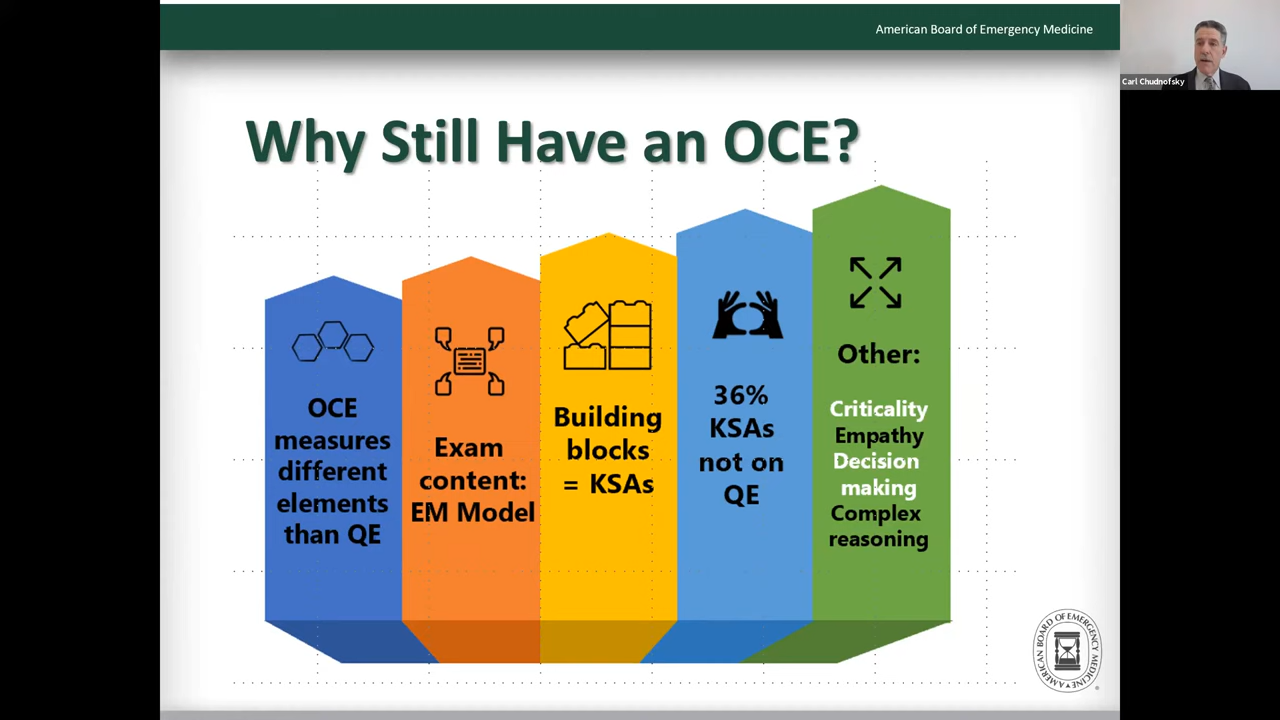 American Board of Emergency Medicine
Carl Chudnofsky
Why Still Have an OCE?
OCE
measures
different
elements
than QE
Exam
content:
EM Model
Building
blocks
= KSAs
36%
KSAs
not on
QE
Other:
Criticality
Empathy
Decision
making
Complex
reasoning
AMERICAN BOARD OF EMERGENCY MEDICINE